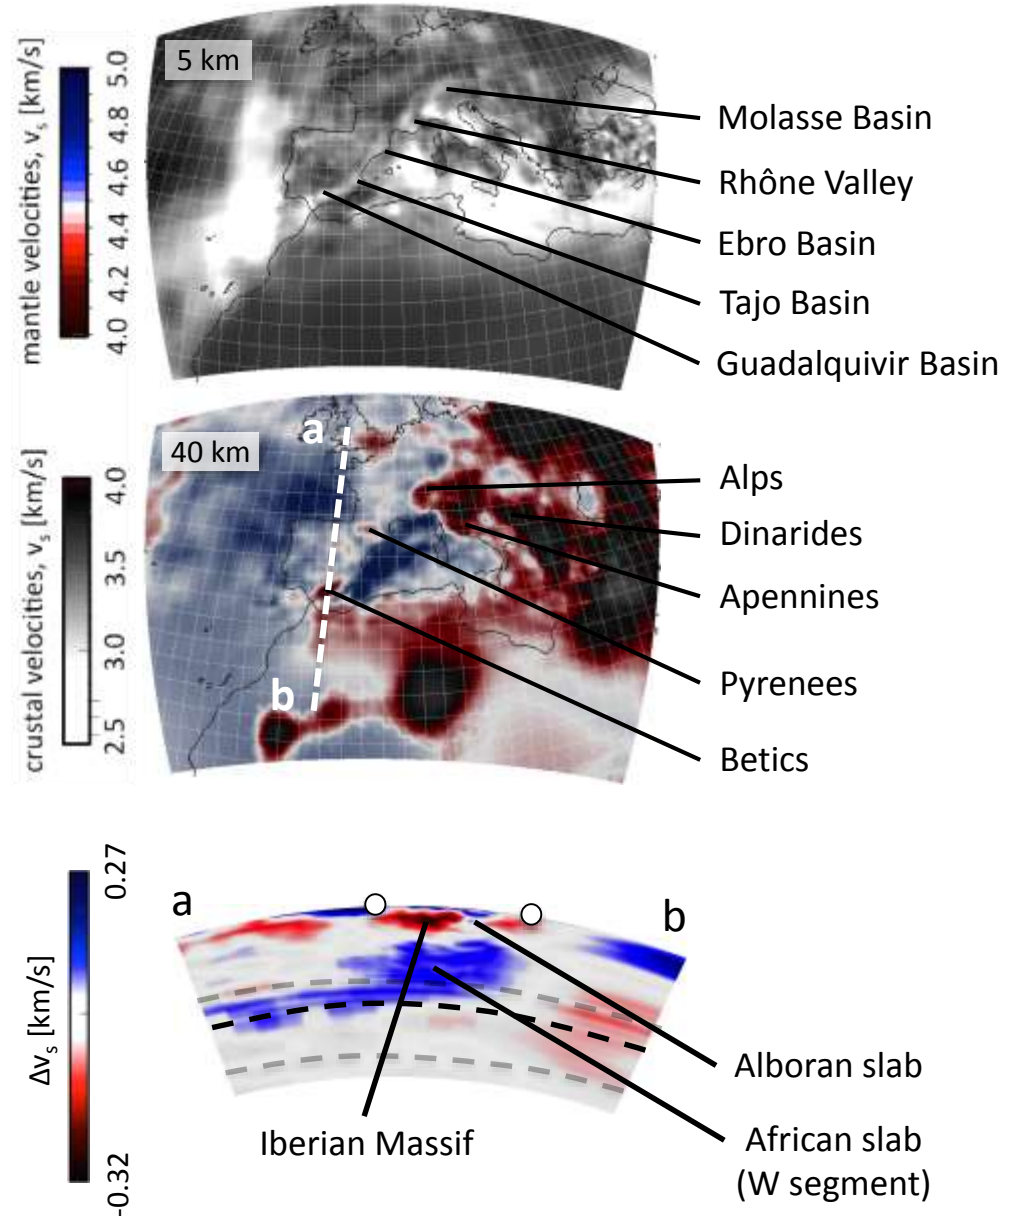 mantle velocities, vs [km/s]
5.0
4.8
4.6
4.4
4.2
4.0
5 km
Molasse Basin
Rhône Valley
Ebro Basin
Tajo Basin
Guadalquivir Basin
crustal velocities, vs [km/s]
4.0
3.5
3.0
2.5
40 km
a
b
Alps
Dinarides
Apennines
Pyrenees
Betics
Δvs [km/s]
0.27
-0.32
a
b
Alboran slab
African slab
(W segment)
Iberian Massif